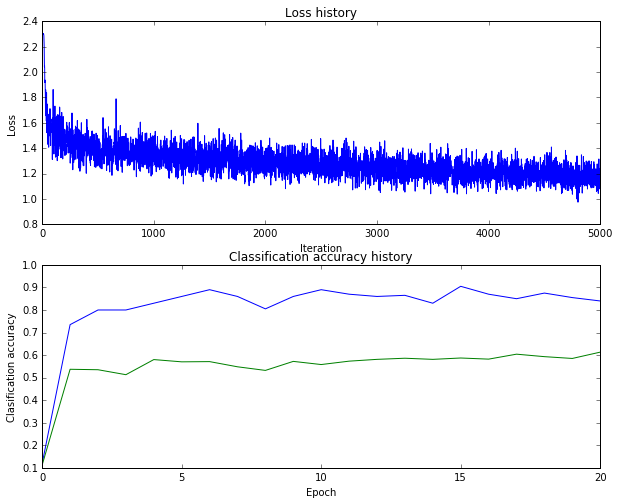 Loss history
2.4
2.2
2.0
1.8
1.6
1.4
1.2
1.0
0.8
Loss
0 1000 2000 3000 4000 5000
Iteration
Classification accuracy history
1.0
0.9
0.8
0.7
0.6
0.5
0.4
0.3
0.2
0.1
Clasification accuracy
0 5 10 15 20
Epoch